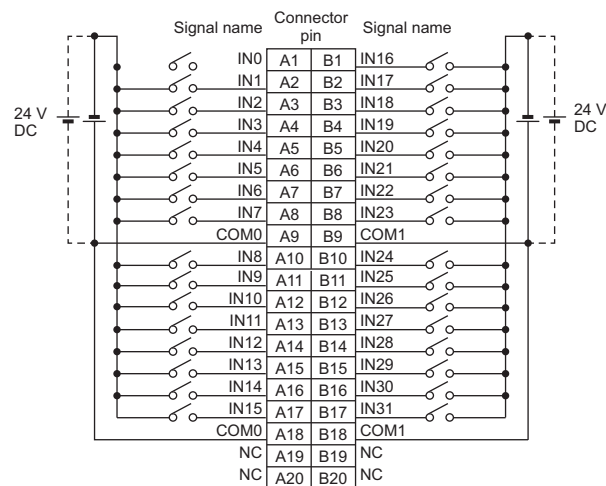 Signal name Connector pin Signal name
24 V DC
24 V DC
IN0 A1 B1 IN16
IN1 A2 B2 IN17
IN2 A3 B3 IN18
IN3 A4 B4 IN19
IN4 A5 B5 IN20
IN5 A6 B6 IN21
IN6 A7 B7 IN22
IN7 A8 B8 IN23
COM0 A9 B9 COM1
IN8 A10 B10 IN24
IN9 A11 B11 IN25
IN10 A12 B12 IN26
IN11 A13 B13 IN27
IN12 A14 B14 IN28
IN13 A15 B15 IN29
IN14 A16 B16 IN30
IN15 A17 B17 IN31
COM0 A18 B18 COM1
NC A19 B19 NC
NC A20 B20 NC